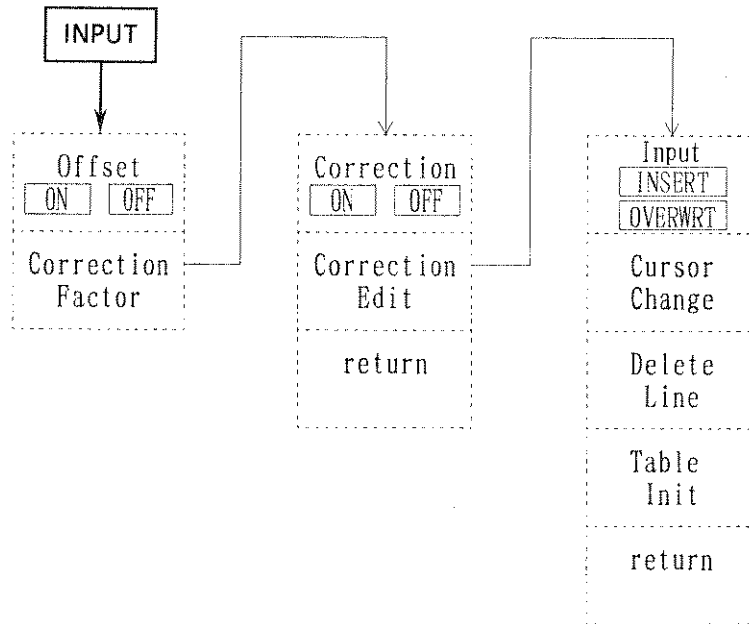 INPUT
Offset
ON OFF
Correction
Factor
Correction
ON OFF
Correction
Edit
return
Input
INSERT
OVERWRT
Cursor
Change
Delete
Line
Table
Init
return